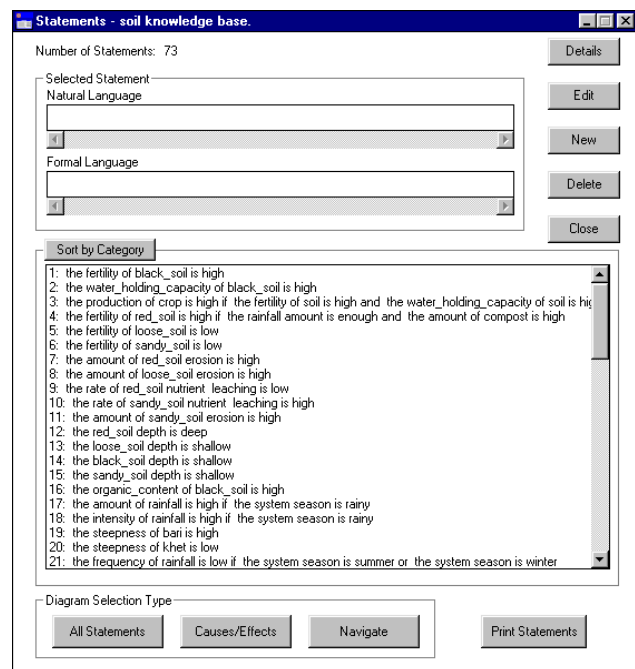 Statements - soil knowledge base.
Number of Statements: 73
Details
Selected Statement
Natural Language
Edit
New
Formal Language
Delete
Close
Sort by Category
1: the fertility of black_soil is high
2: the water_holding_capacity of black_soil is high
3: the production of crop is high if the fertility of soil is high and the water_holding_capacity of soil is hig
4: the fertility of red_soil is high if the rainfall amount is enough and the amount of compost is high
5: the fertility of loose_soil is low
6: the fertility of sandy_soil is low
7: the amount of red_soil erosion is high
8: the amount of loose_soil erosion is high
9: the rate of red_soil nutrient leaching is low
10: the rate of sandy_soil nutrient leaching is high
11: the amount of sandy_soil erosion is high
12: the red_soil depth is deep
13: the loose_soil depth is shallow
14: the black_soil depth is shallow
15: the sandy_soil depth is shallow
16: the organic_content of black_soil is high
17: the amount of rainfall is high if the system season is rainy
18: the intensity of rainfall is high if the system season is rainy
19: the steepness of bari is high
20: the steepness of khet is low
21: the frequency of rainfall is low if the system season is summer or the system season is winter
Diagram Selection Type
All Statements
Causes/Effects
Navigate
Print Statements